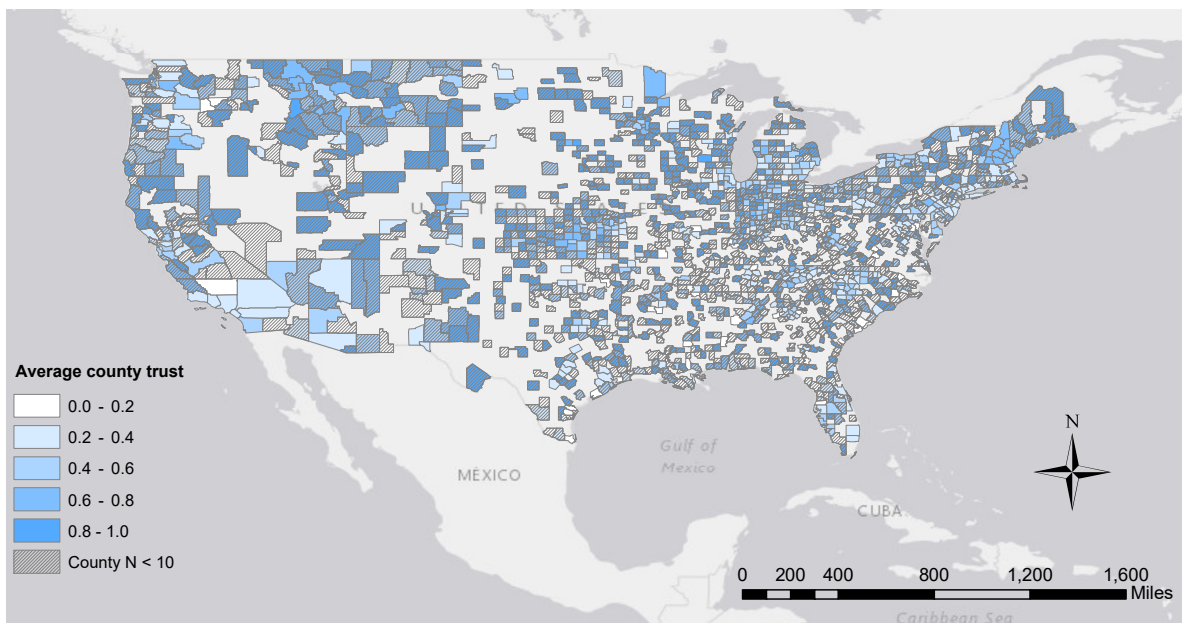 UNITED STATES
Average county trust
0.0 - 0.2
0.2 - 0.4
0.4 - 0.6
0.6 - 0.8
0.8 - 1.0
County N < 10
MÉXICO
Gulf of
Mexico
CUBA
N
0 200 400 800 1,200 1,600
Miles
Caribbean Sea